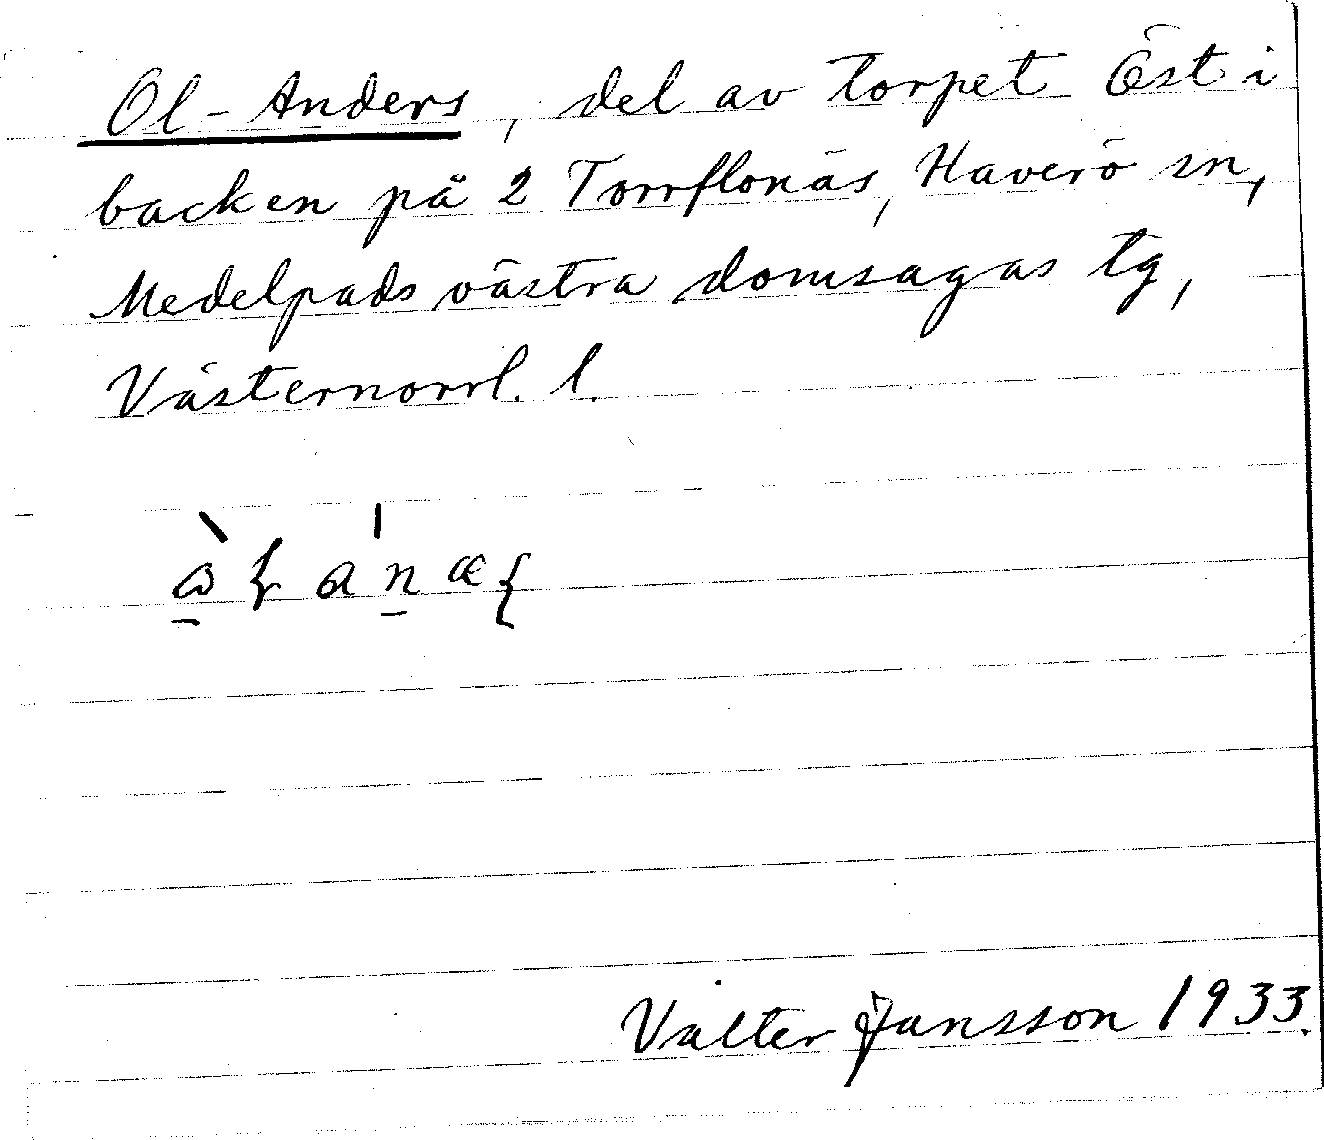 Ol-Anders, del av torpet Öst i
backen på 2 Torrflonäs, Haverö sn,
Medelpads västra domsagas tg,
Västernorrl. l.
Valter Jansson 1933.